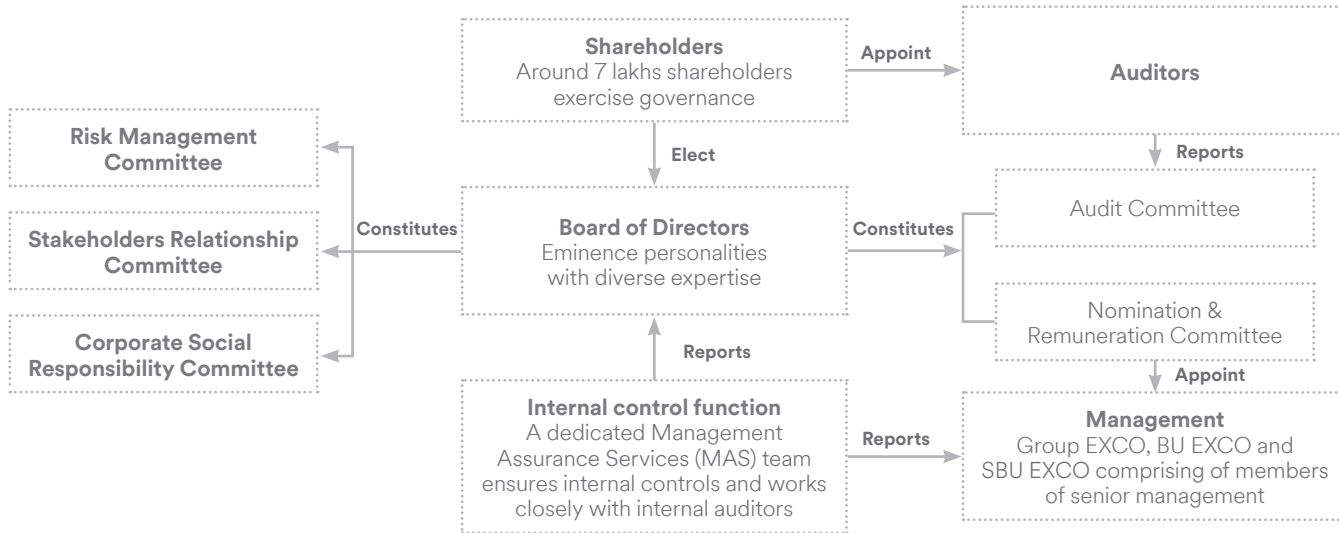 Shareholders
Around 7 lakhs shareholders
exercise governance
Appoint
Auditors
Elect
Reports
Risk Management
Committee
Stakeholders Relationship
Committee
Corporate Social
Responsibility Committee
Constitutes
Board of Directors
Eminence personalities
with diverse expertise
Constitutes
Audit Committee
Nomination &
Remuneration Committee
Reports
Appoint
Internal control function
A dedicated Management
Assurance Services (MAS) team
ensures internal controls and works
closely with internal auditors
Reports
Management
Group EXCO, BU EXCO and
SBU EXCO comprising of members
of senior management